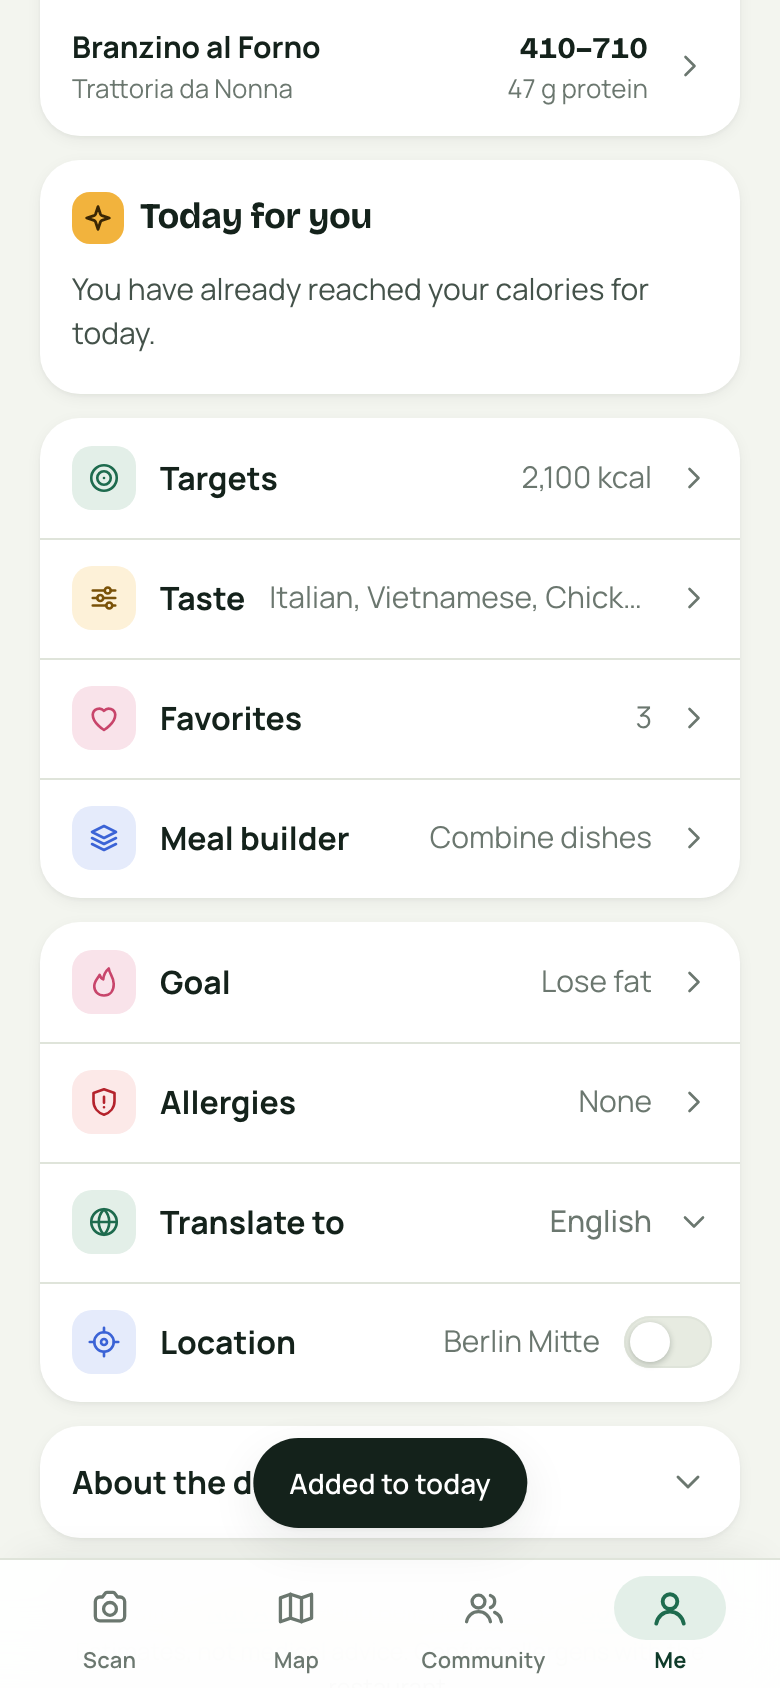 Branzino al Forno
410–710
Trattoria da Nonna
47 g protein
Today for you
You have already reached your calories for
today.
Targets
2,100 kcal
Taste
Italian, Vietnamese, Chick...
Favorites
3
Meal builder
Combine dishes
Goal
Lose fat
Allergies
None
Translate to
English
Location
Berlin Mitte
About the d
Added to today
Scan
Map
Community
Me